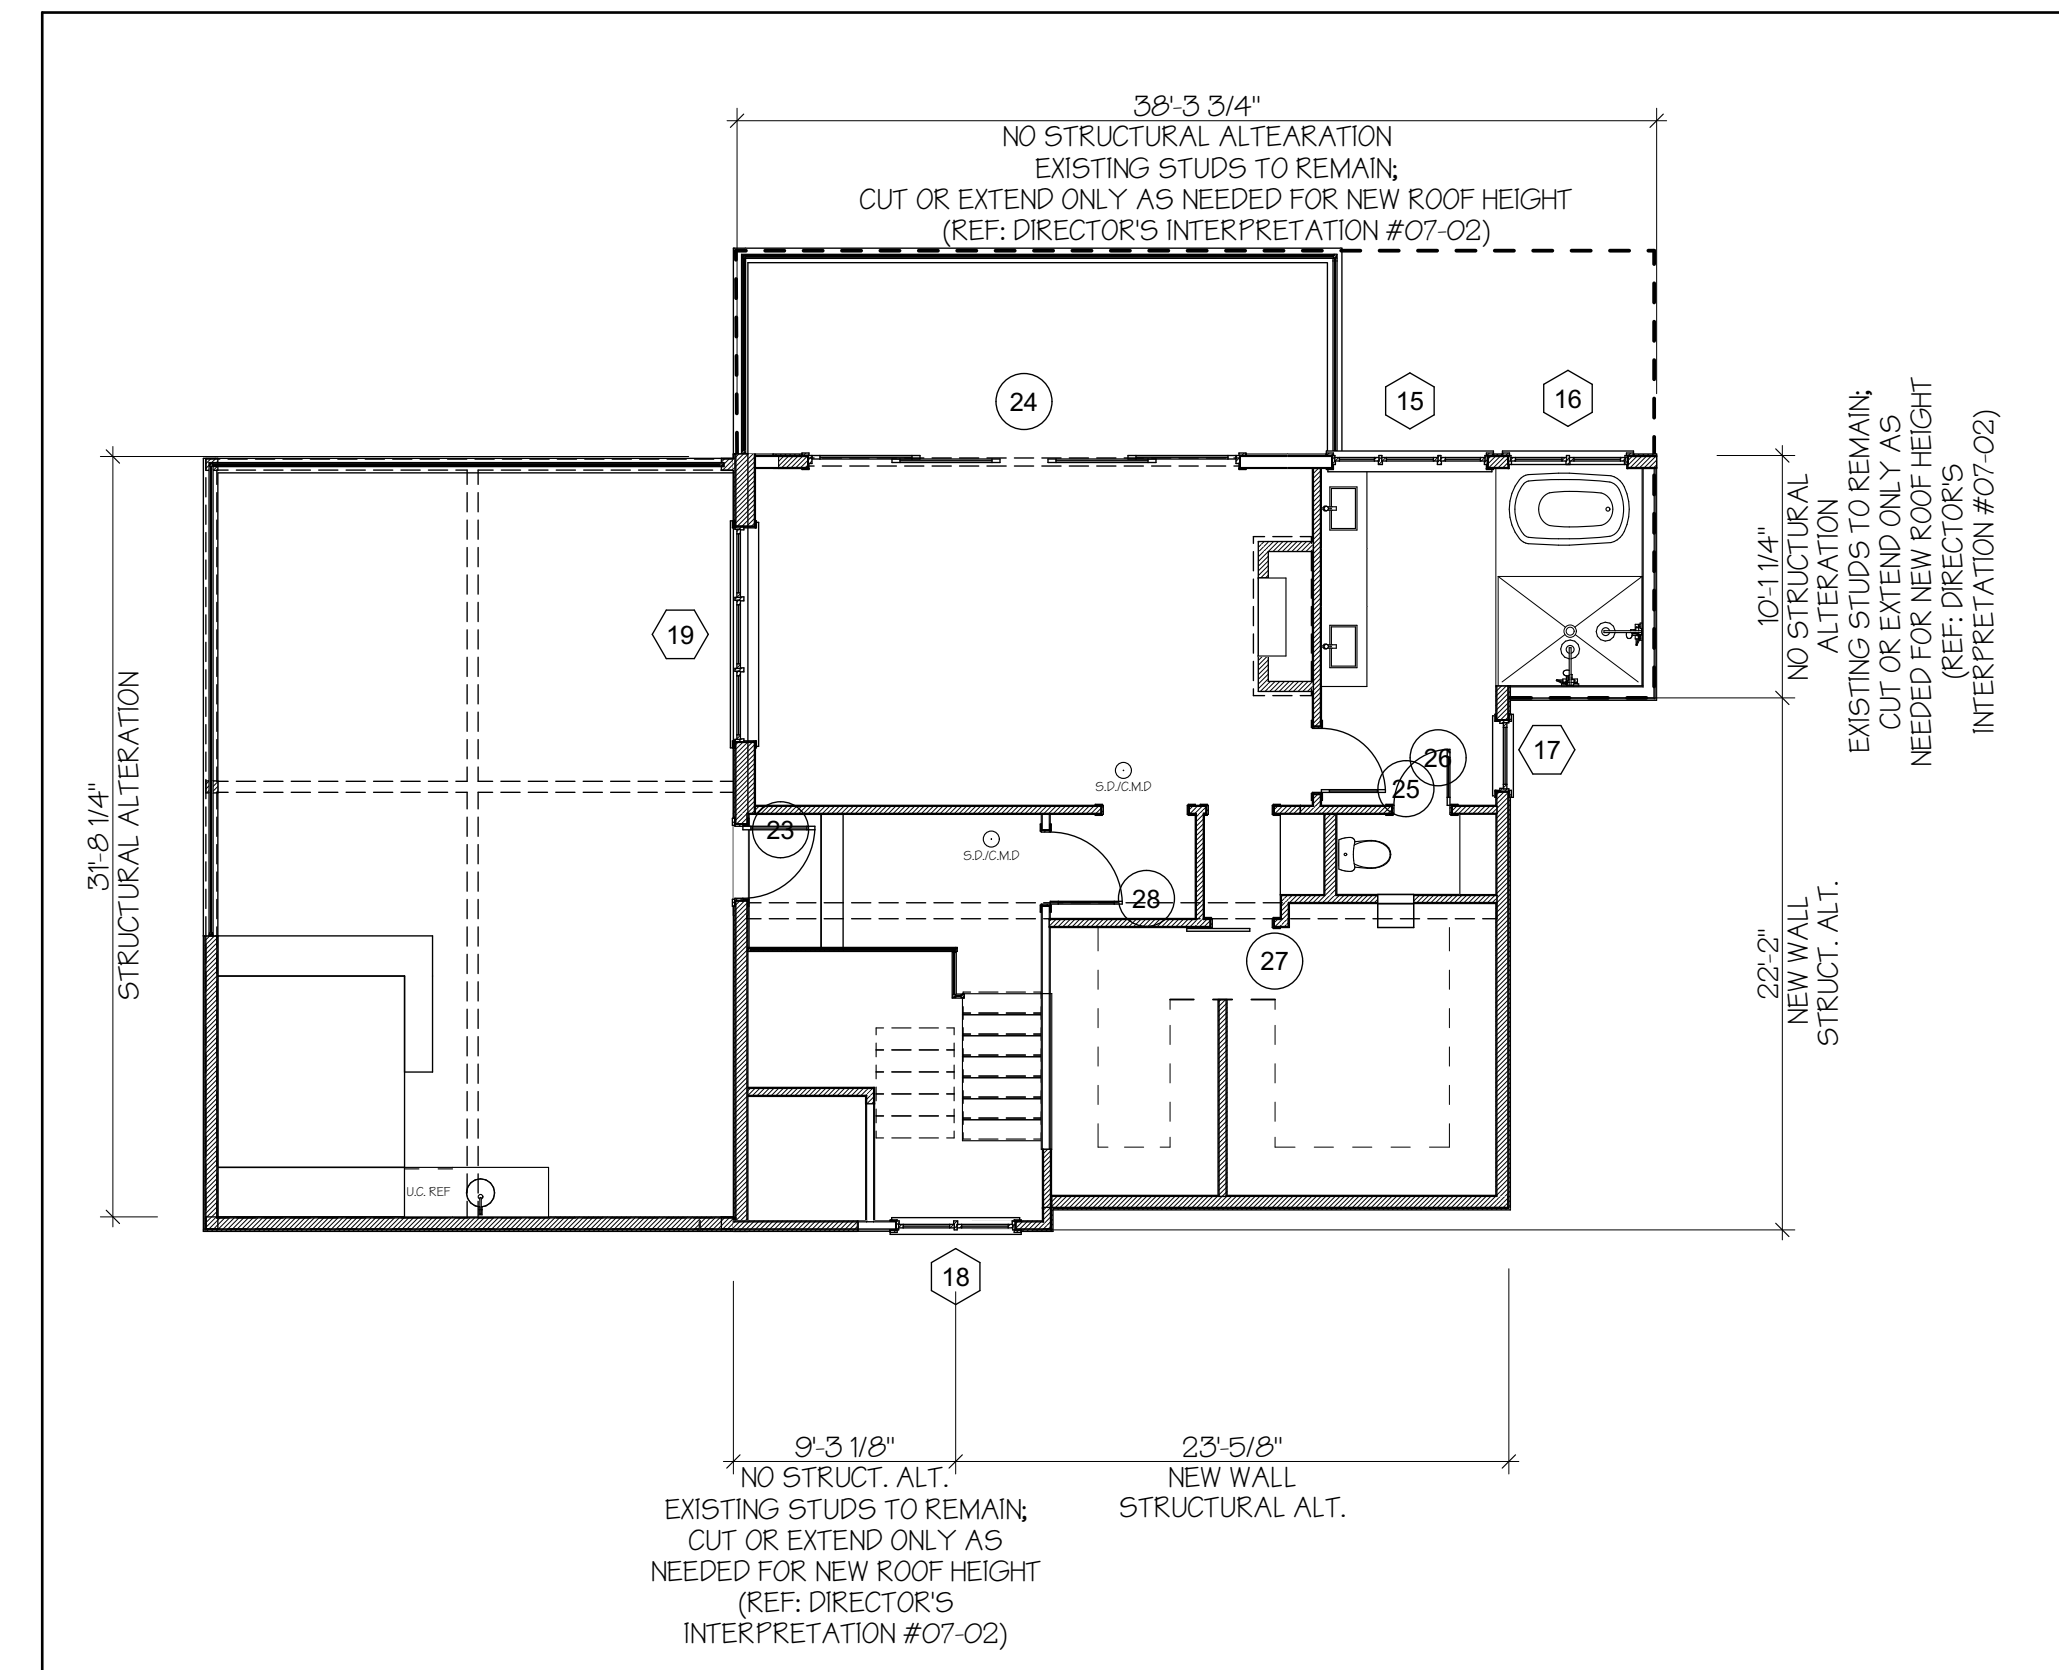 38'-3 3/4"
NO STRUCTURAL ALTEARATION
EXISTING STUDS TO REMAIN;
CUT OR EXTEND ONLY AS NEEDED FOR NEW ROOF HEIGHT
(REF: DIRECTOR'S INTERPRETATION #07-02)
24
15
16
19
17
26
25
S.D./C.M.D
23
S.D./C.M.D
28
27
U.C. REF
18
31'-8 1/4"
STRUCTURAL ALTERATION
10'-1 1/4"
NO STRUCTURAL
ALTERATION
EXISTING STUDS TO REMAIN;
CUT OR EXTEND ONLY AS
NEEDED FOR NEW ROOF HEIGHT
(REF: DIRECTOR'S
INTERPRETATION #07-02)
22'-2"
NEW WALL
STRUCT. ALT.
9'-3 1/8"
NO STRUCT. ALT.
EXISTING STUDS TO REMAIN;
CUT OR EXTEND ONLY AS
NEEDED FOR NEW ROOF HEIGHT
(REF: DIRECTOR'S
INTERPRETATION #07-02)
23'-5/8"
NEW WALL
STRUCTURAL ALT.